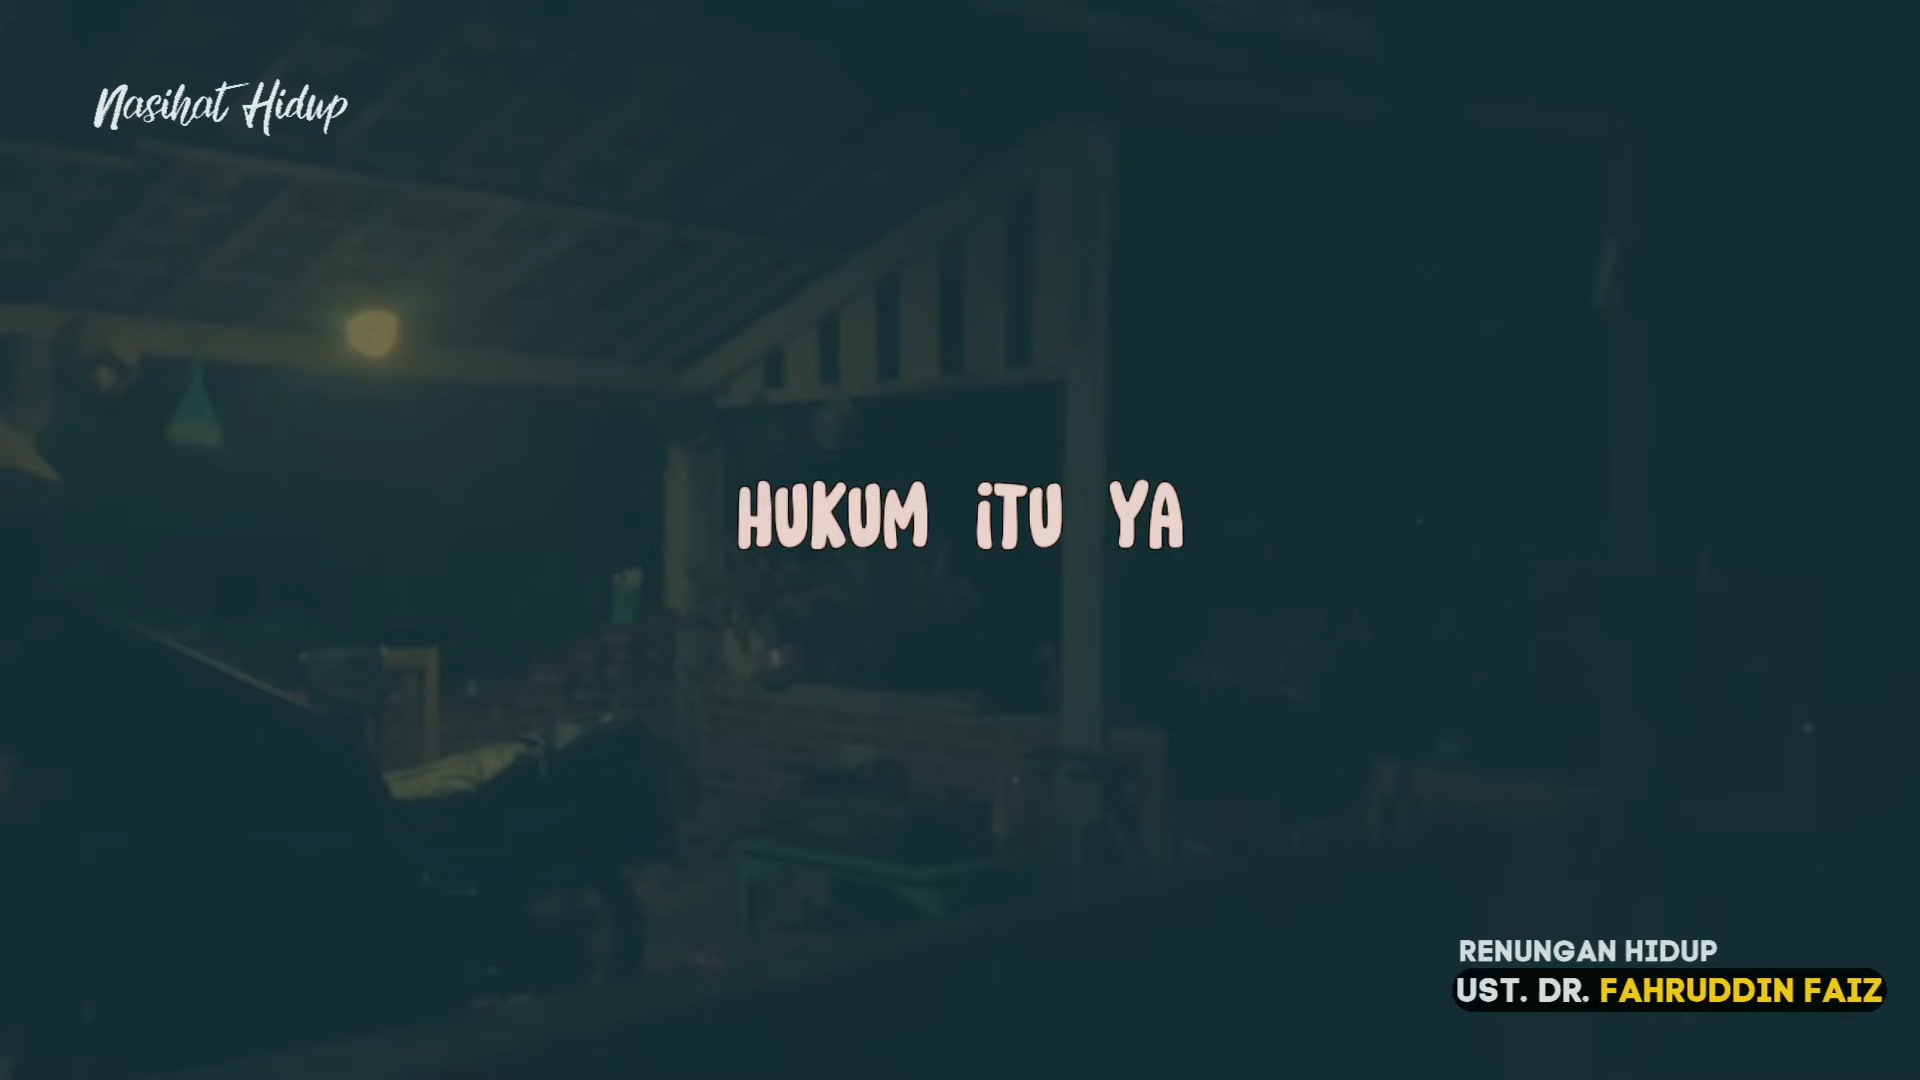 Nasihat Hidup
HUKUM iTU YA
RENUNGAN HIDUP
UST. DR. FAHRUDDIN FAIZ